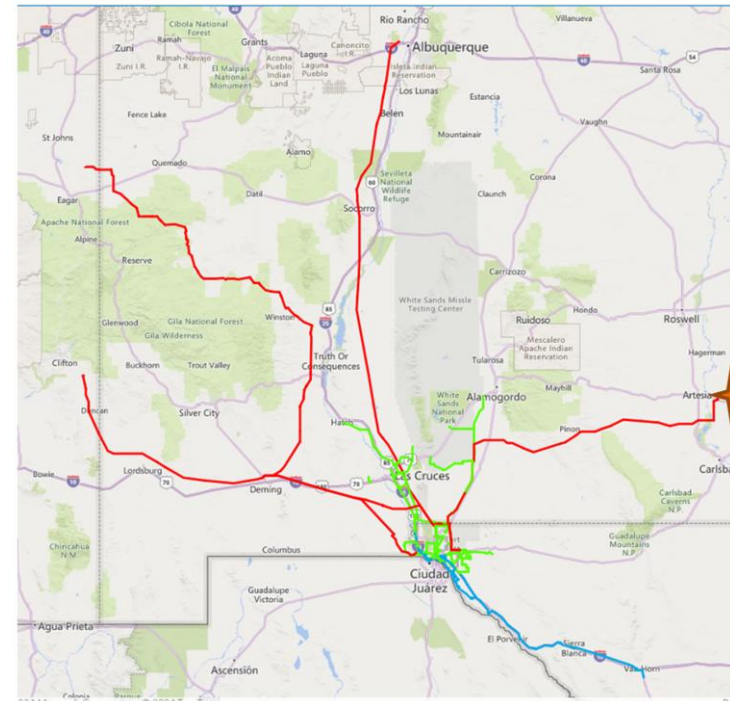 Rio Rancho
Villanueva
Cibola National
Forest
Zuni
Ramah
Grants
Laguna
Canoncito
I.R.
Albuquerque
Zuni I.R.
Ramah-Navajo
I.R.
El Malpais
National
Monument
Acoma
Pueblo
Indian
Land
Laguna
Pueblo
Isleta Indian
Reservation
Santa Rosa
Los Lunas
Estancia
Fence Lake
Belen
Vaughn
St Johns
Mountainair
Quemado
Alamo
Sevilleta
National
Wildlife
Refuge
Corona
Eagar
Datil
Claunch
Socorro
Apache National Forest
Alpine
Reserve
Carrizozo
White Sands Missle
Testing Center
Ruidoso
Hondo
Roswell
Glenwood
Gila National Forest
Gila Wilderness
Winston
Mescalero
Apache Indian
Reservation
Hagerman
Clifton
Buckhorn
Trout Valley
Truth Or
Consequences
Tularosa
Mayhill
Artesia
White
Sands
National
Park
Alamogordo
Duncan
Silver City
Hatch
Pinon
Bowie
Lordsburg
Deming
Las Cruces
Carlsba
Carlsbad
Caverns
N.P.
Chiricahua
N.M.
Columbus
Guadalupe
Mountains
N.P.
Ciudad
Juárez
Guadalupe
Victoria
Agua Prieta
El Porvenir
Sierra
Blanca
Van Horn
Ascensión
Colonia